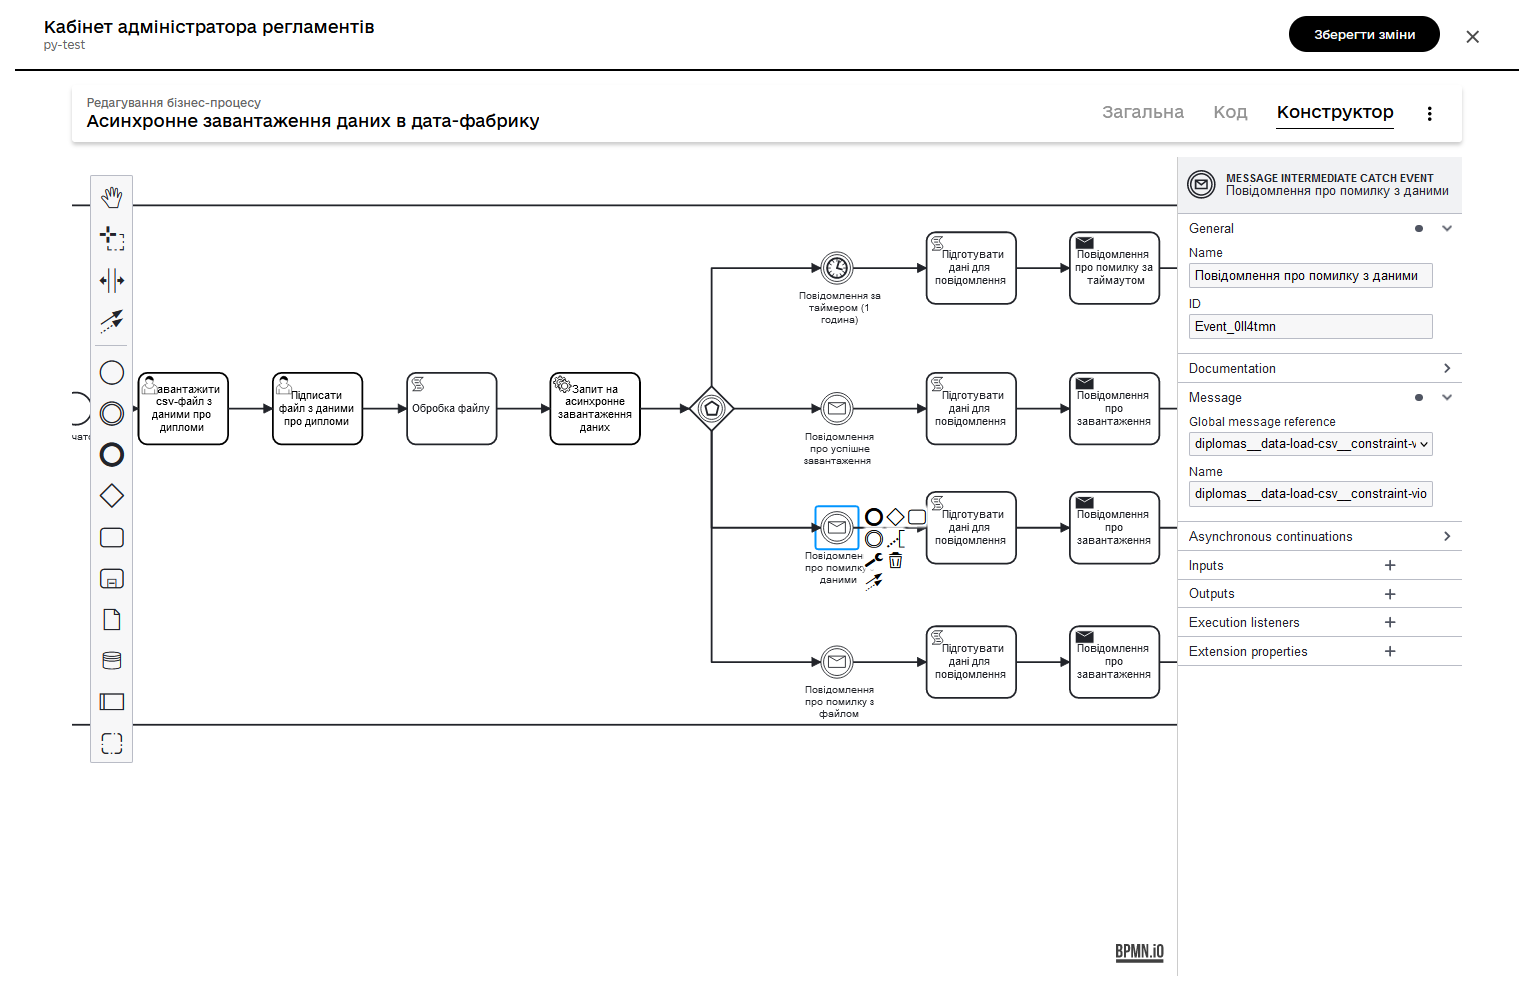 Кабінет адміністратора регламентів
py-test
Зберегти зміни
Редагування бізнес-процесу
Асинхронне завантаження даних в дата-фабрику
Загальна
Код
Конструктор
авантажити
csv-файл з
даними про
дипломи
Підписати
файл з даними
про дипломи
Обробка файлу
Запит на
асинхронне
завантаження
даних
Повідомлення за
таймером (1
година)
Підготувати
дані для
повідомлення
Повідомлення
про помилку за
таймаутом
Повідомлення
про успішне
завантаження
Підготувати
дані для
повідомлення
Повідомлення
про
завантаження
Повідомлен
про помилк
даними
Підготувати
дані для
повідомлення
Повідомлення
про
завантаження
Повідомлення
про помилку з
файлом
Підготувати
дані для
повідомлення
Повідомлення
про
завантаження
BPMN.iO
MESSAGE INTERMEDIATE CATCH EVENT
Повідомлення про помилку з даними
General
Name
Повідомлення про помилку з даними
ID
Event_0ll4tmn
Documentation
Message
Global message reference
diplomas__data-load-csv__constraint-v
Name
diplomas__data-load-csv__constraint-vio
Asynchronous continuations
Inputs
Outputs
Execution listeners
Extension properties